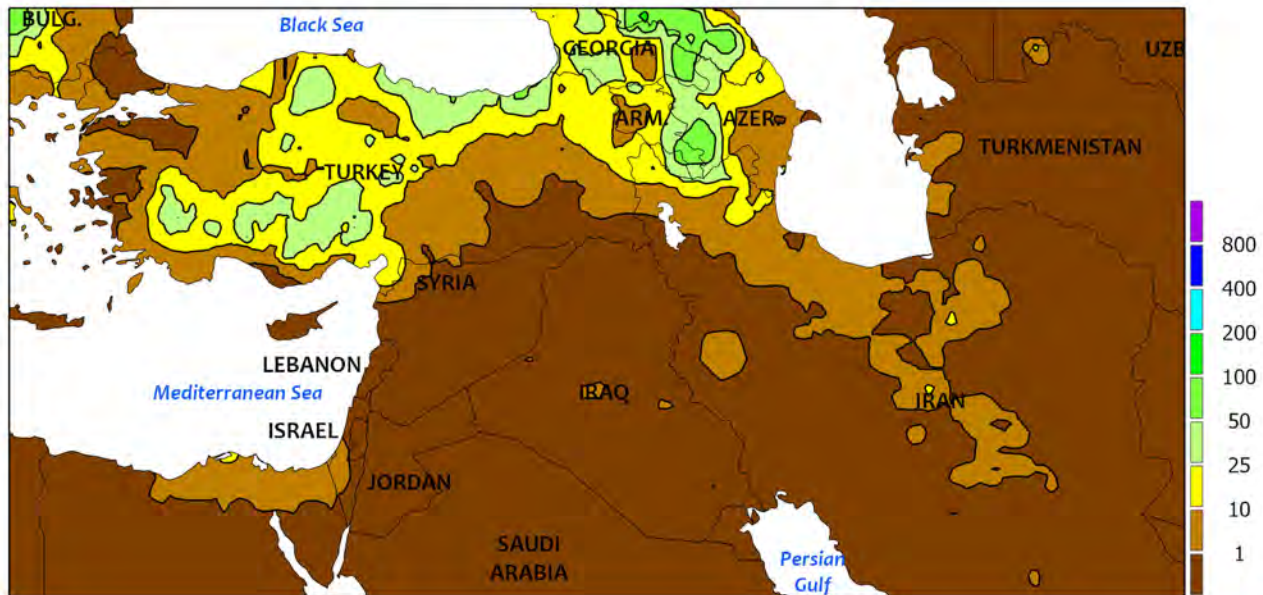 BULG.
Black Sea
GEORGIA
UZB
ARM.
AZER.
TURKMENISTAN
TURKEY
SYRIA
LEBANON
Mediterranean Sea
IRAQ
IRAN
ISRAEL
JORDAN
SAUDI
ARABIA
Persian
Gulf
800
400
200
100
50
25
10
1